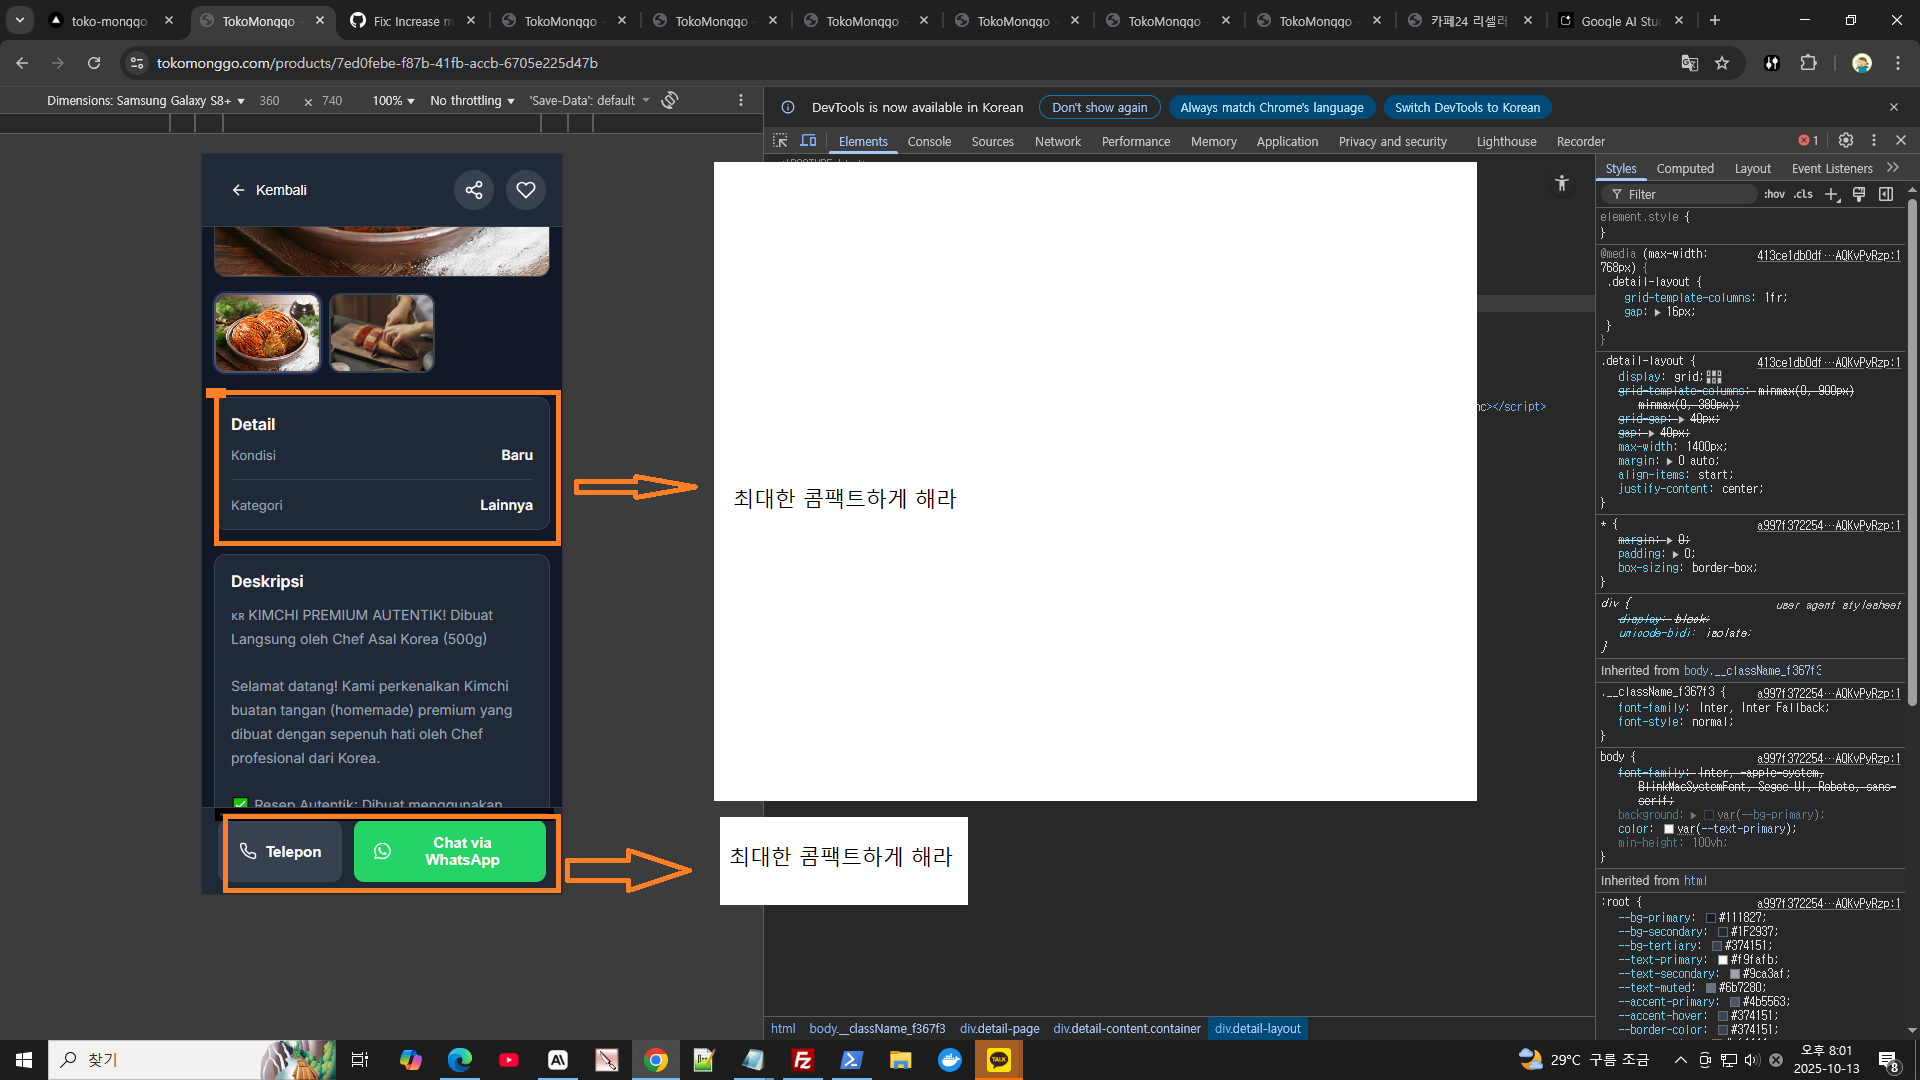 toko-monggo
TokoMonggo -
Fix: Increase m
TokoMonggo -
TokoMonggo -
TokoMonggo -
TokoMonggo -
TokoMonggo -
TokoMonggo -
카페24 리셀러
Google AI Stu
tokomonggo.com/products/7ed0febe-f87b-41fb-accb-6705e225d47b
Dimensions: Samsung Galaxy S8+ 360 × 740 100% No throttling 'Save-Data': default
DevTools is now available in Korean Don't show again Always match Chrome's language Switch DevTools to Korean
Elements Console Sources Network Performance Memory Application Privacy and security Lighthouse Recorder 1
Kembali
Detail
Kondisi Baru
Kategori Lainnya
Deskripsi
KR KIMCHI PREMIUM AUTENTIK! Dibuat
Langsung oleh Chef Asal Korea (500g)
Selamat datang! Kami perkenalkan Kimchi
buatan tangan (homemade) premium yang
dibuat dengan sepenuh hati oleh Chef
profesional dari Korea.
✅ Resep Autentik: Dibuat menggunakan
Telepon
Chat via
WhatsApp
최대한 콤팩트하게 해라
최대한 콤팩트하게 해라
nc></script>
Styles Computed Layout Event Listeners
Filter :hov .cls
element.style {
}
@media (max-width: 413ce1db0df…AQKvPyRzp:1
768px) {
.detail-layout {
grid-template-columns: 1fr;
gap: 16px;
}
}
.detail-layout { 413ce1db0df…AQKvPyRzp:1
display: grid;
grid-template-columns: minmax(0, 900px)
minmax(0, 380px);
grid-gap: 40px;
gap: 40px;
max-width: 1400px;
margin: 0 auto;
align-items: start;
justify-content: center;
}
* { a997f372254…AQKvPyRzp:1
margin: 0;
padding: 0;
box-sizing: border-box;
}
div { user agent stylesheet
display: block;
unicode-bidi: isolate;
}
Inherited from body.__className_f367f3
.__className_f367f3 { a997f372254…AQKvPyRzp:1
font-family: Inter, Inter Fallback;
font-style: normal;
}
body { a997f372254…AQKvPyRzp:1
font-family: Inter, -apple-system,
BlinkMacSystemFont, Segoe UI, Roboto, sans-
serif;
background: var(--bg-primary);
color: var(--text-primary);
min-height: 100vh;
}
Inherited from html
:root { a997f372254…AQKvPyRzp:1
--bg-primary: #111827;
--bg-secondary: #1F2937;
--bg-tertiary: #374151;
--text-primary: #f9fafb;
--text-secondary: #9ca3af;
--text-muted: #6b7280;
--accent-primary: #4b5563;
--accent-hover: #374151;
--border-color: #374151;
html body.__className_f367f3 div.detail-page div.detail-content.container div.detail-layout
찾기
29°C 구름 조금
오후 8:01
2025-10-13
8